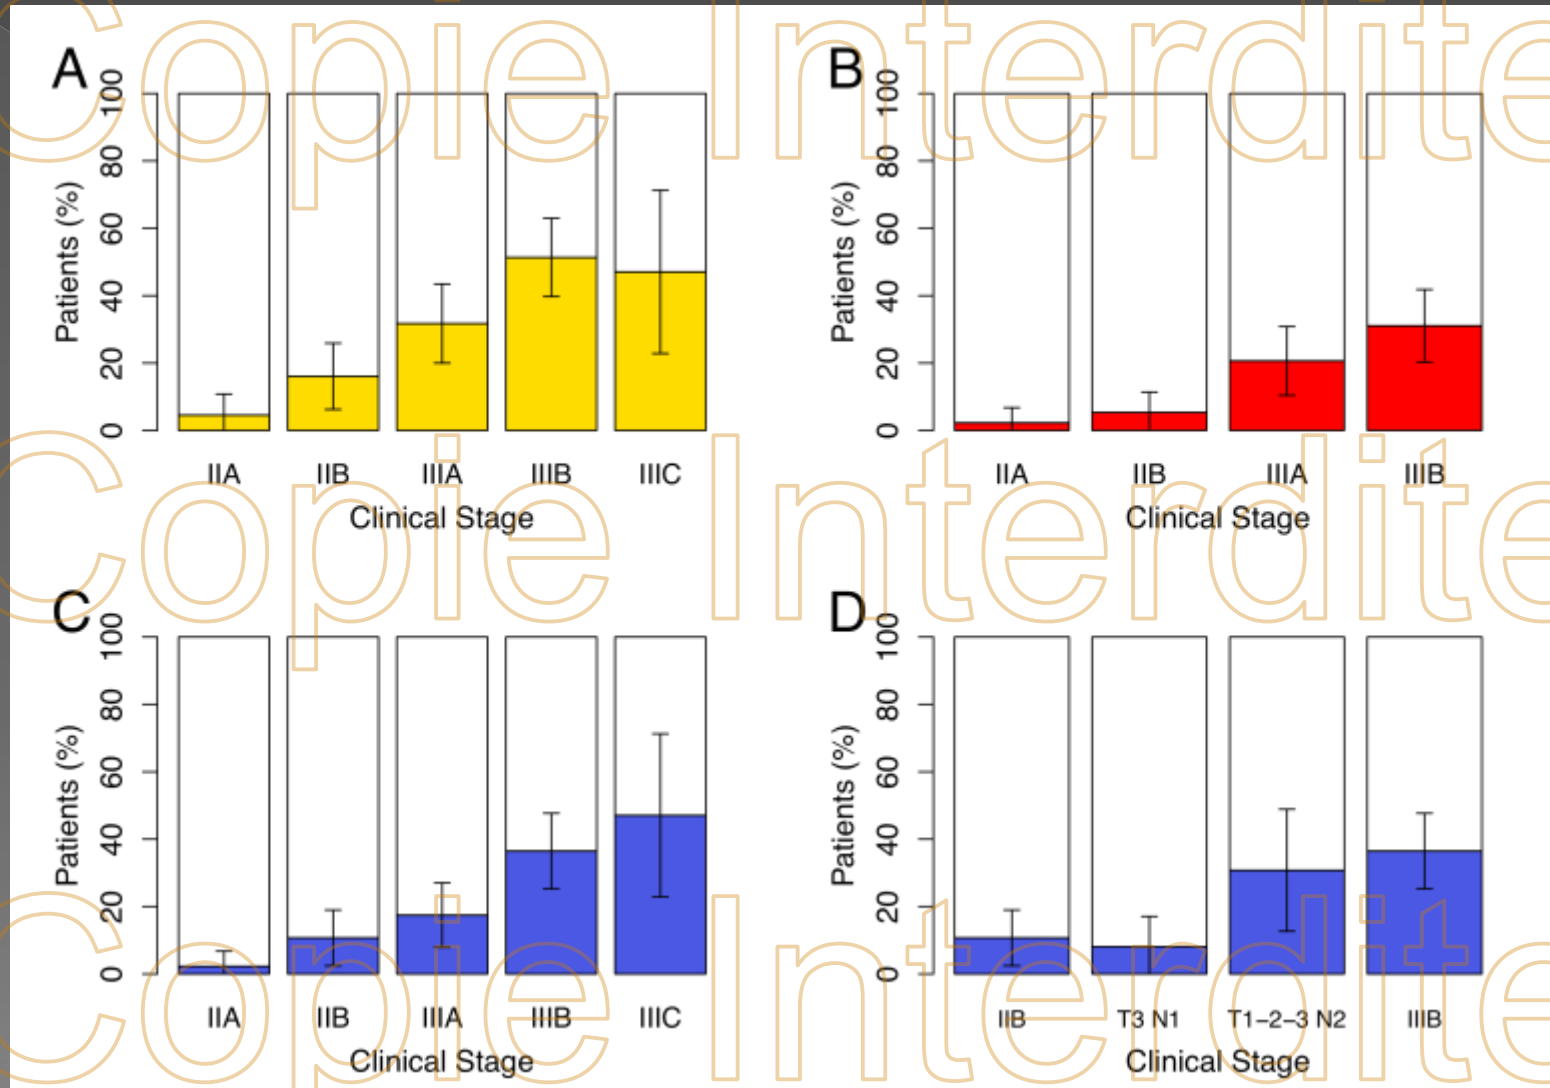 Copie Interdite
A
B
100
80
60
40
20
0
Patients (%)
IIA IIB IIIA IIIB IIIC
Clinical Stage
100
80
60
40
20
0
Patients (%)
IIA IIB IIIA IIIB
Clinical Stage
Copie Interdite
C
D
100
80
60
40
20
0
Patients (%)
IIA IIB IIIA IIIB IIIC
Clinical Stage
100
80
60
40
20
0
Patients (%)
IIB T3 N1 T1–2–3 N2 IIIB
Clinical Stage
Copie Interdite